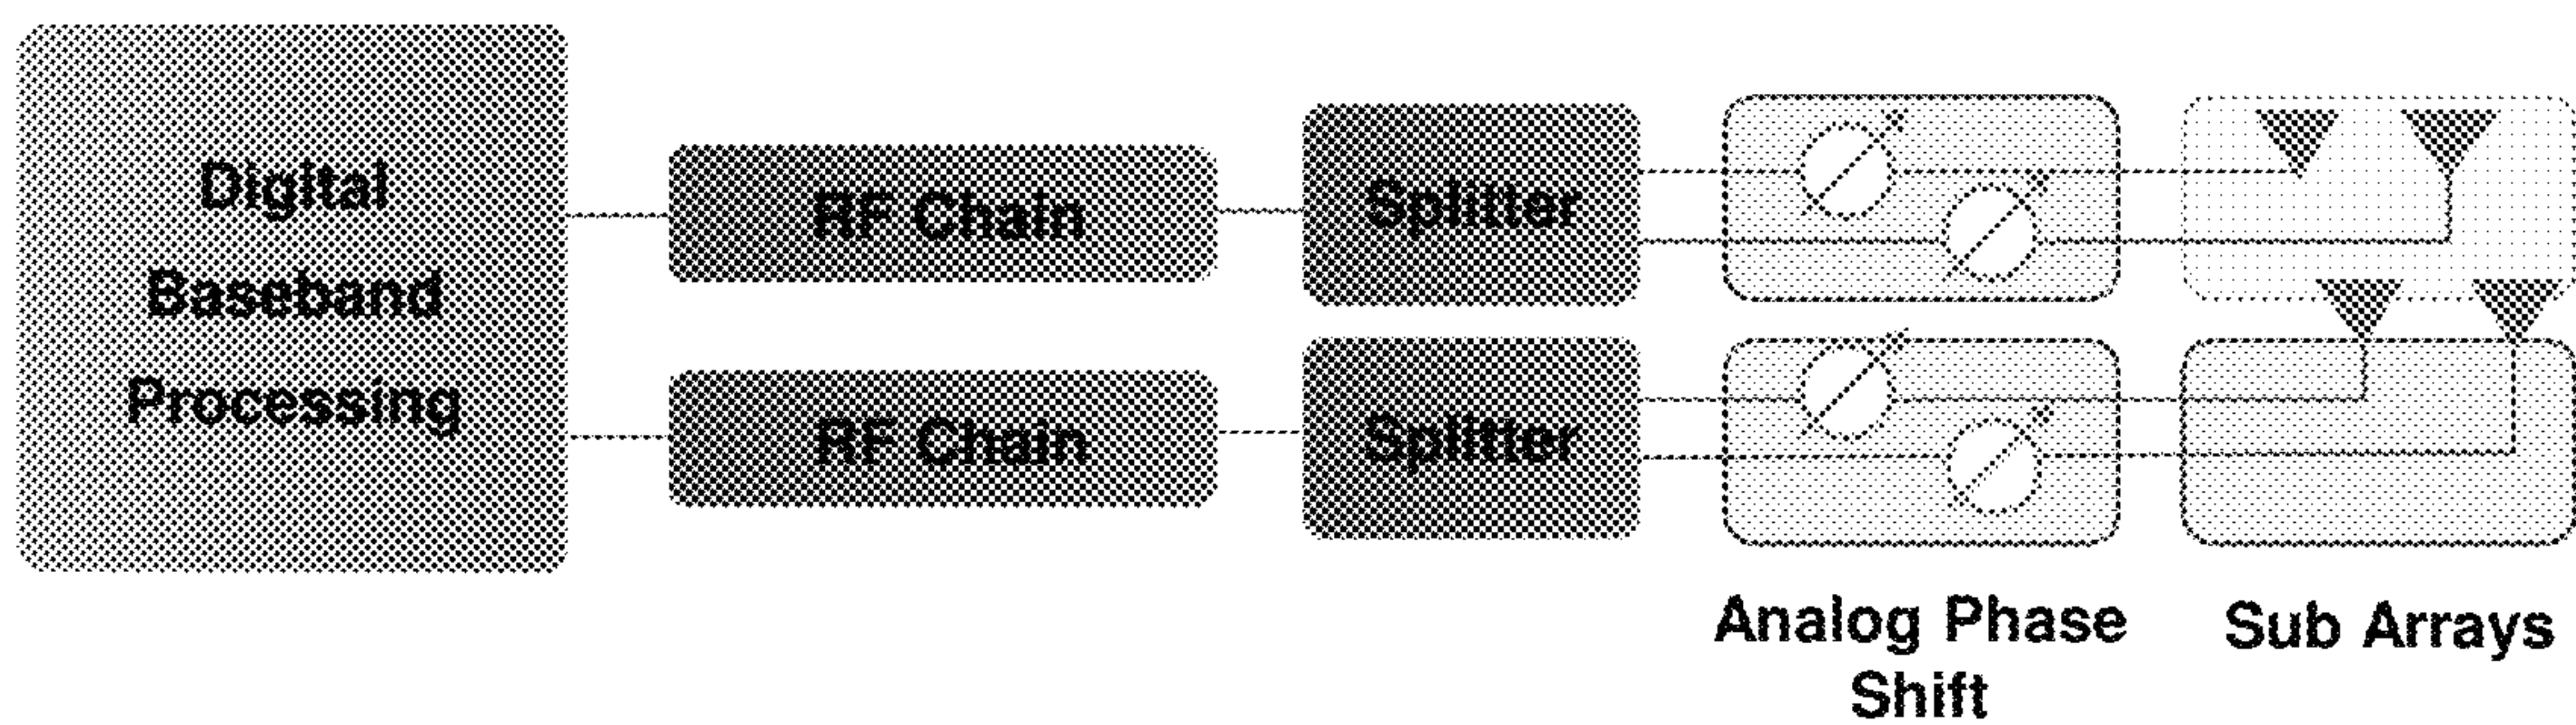 Digital
Baseband
Processing
RF Chain
Splitter
RF Chain
Splitter
Analog Phase
Shift
Sub Arrays